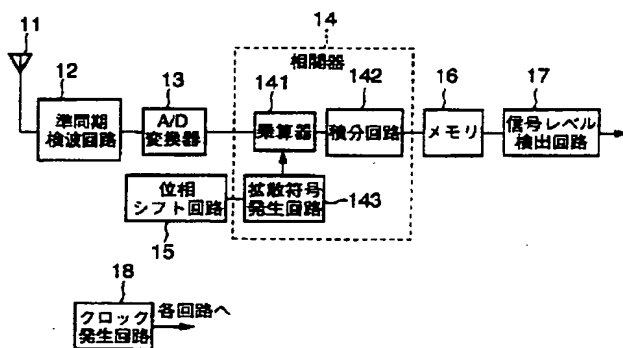 11
14
12
準同期
検波回路
13
A/D
変換器
相関器
141
乗算器
142
積分回路
16
メモリ
17
信号レベル
検出回路
位相
シフト回路
15
拡散符号
発生回路
143
18
クロック
発生回路
各回路へ